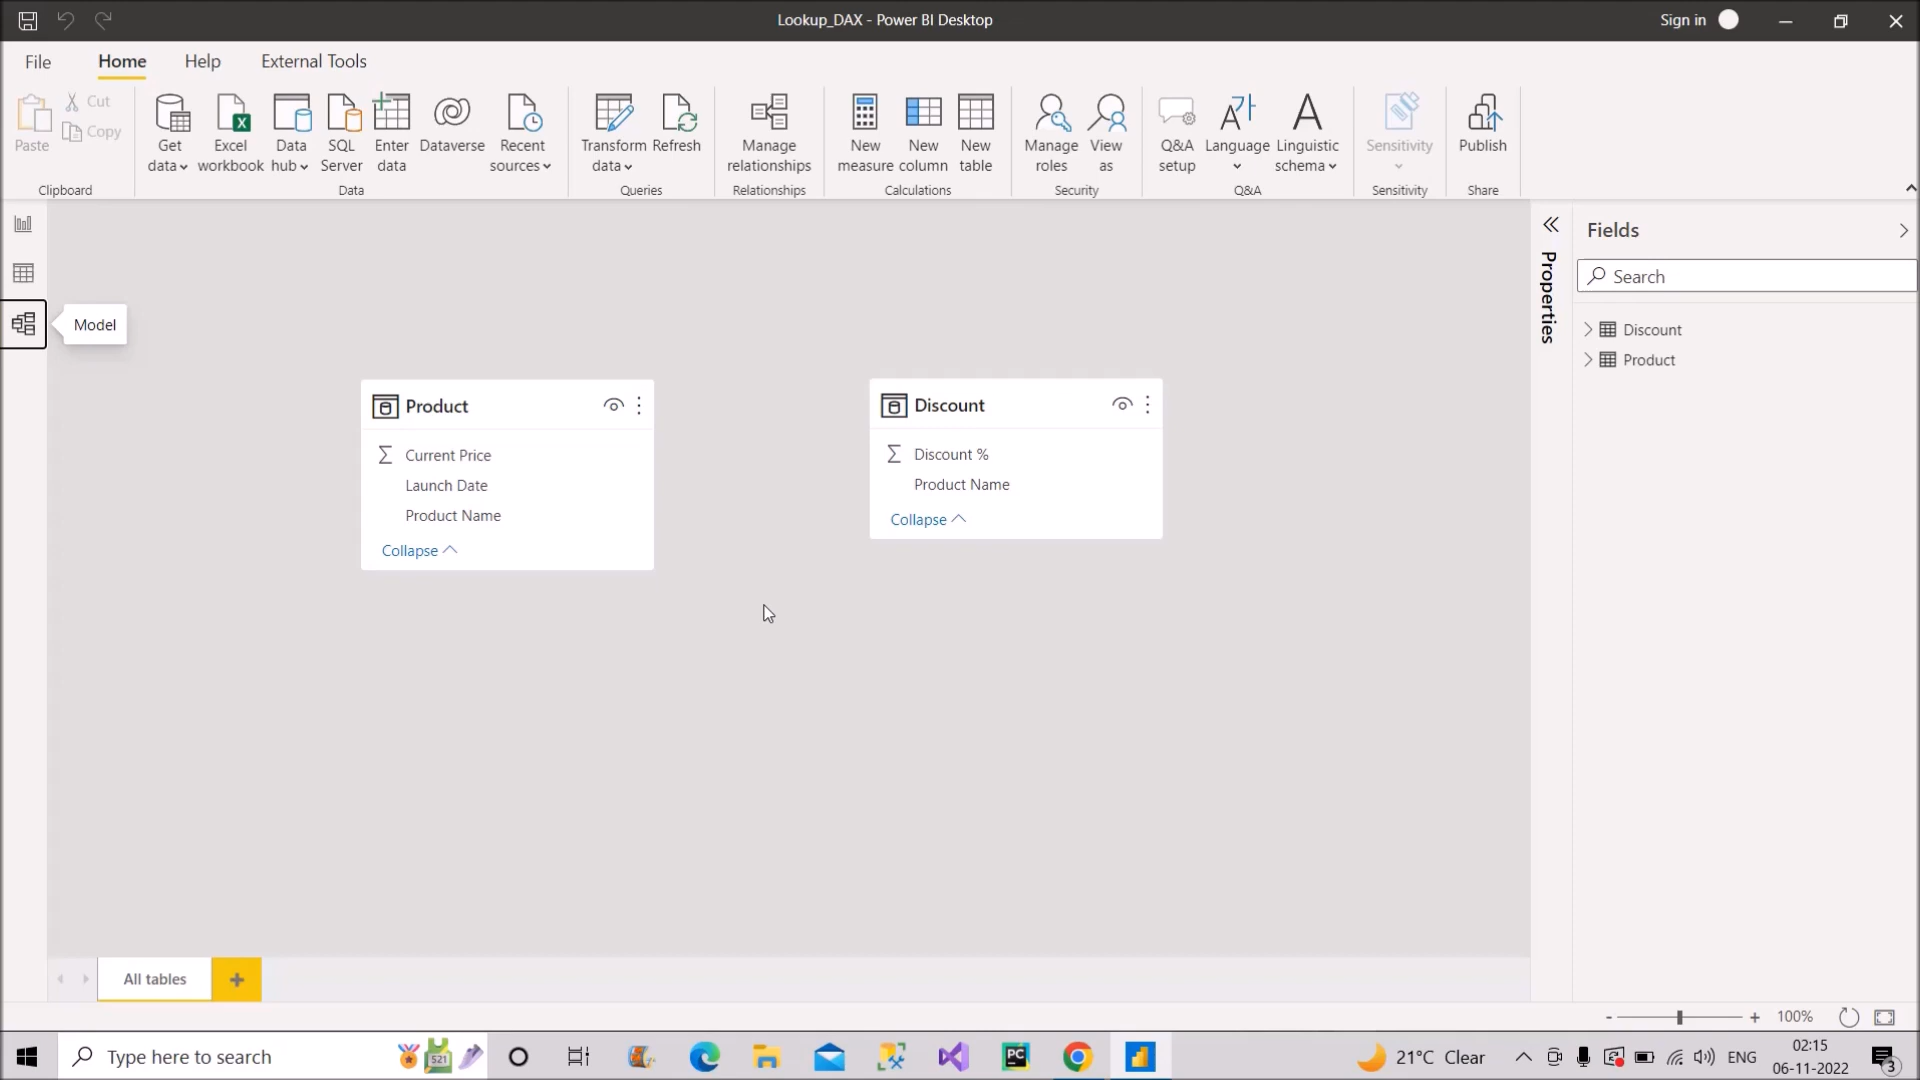 Lookup_DAX - Power BI Desktop
Sign in
File
Home
Help
External Tools
Paste
Cut
Copy
Clipboard
Get data
Excel workbook
Data hub
SQL Server
Enter data
Dataverse
Recent sources
Data
Transform data
Refresh
Queries
Manage relationships
Relationships
New measure
New column
New table
Calculations
Manage roles
View as
Security
Q&A setup
Language
Linguistic schema
Q&A
Sensitivity
Sensitivity
Publish
Share
Model
Product
Current Price
Launch Date
Product Name
Collapse
Discount
Discount %
Product Name
Collapse
Properties
Fields
Search
Discount
Product
All tables
100%
Type here to search
521
PC
21°C Clear
ENG
02:15
06-11-2022
3